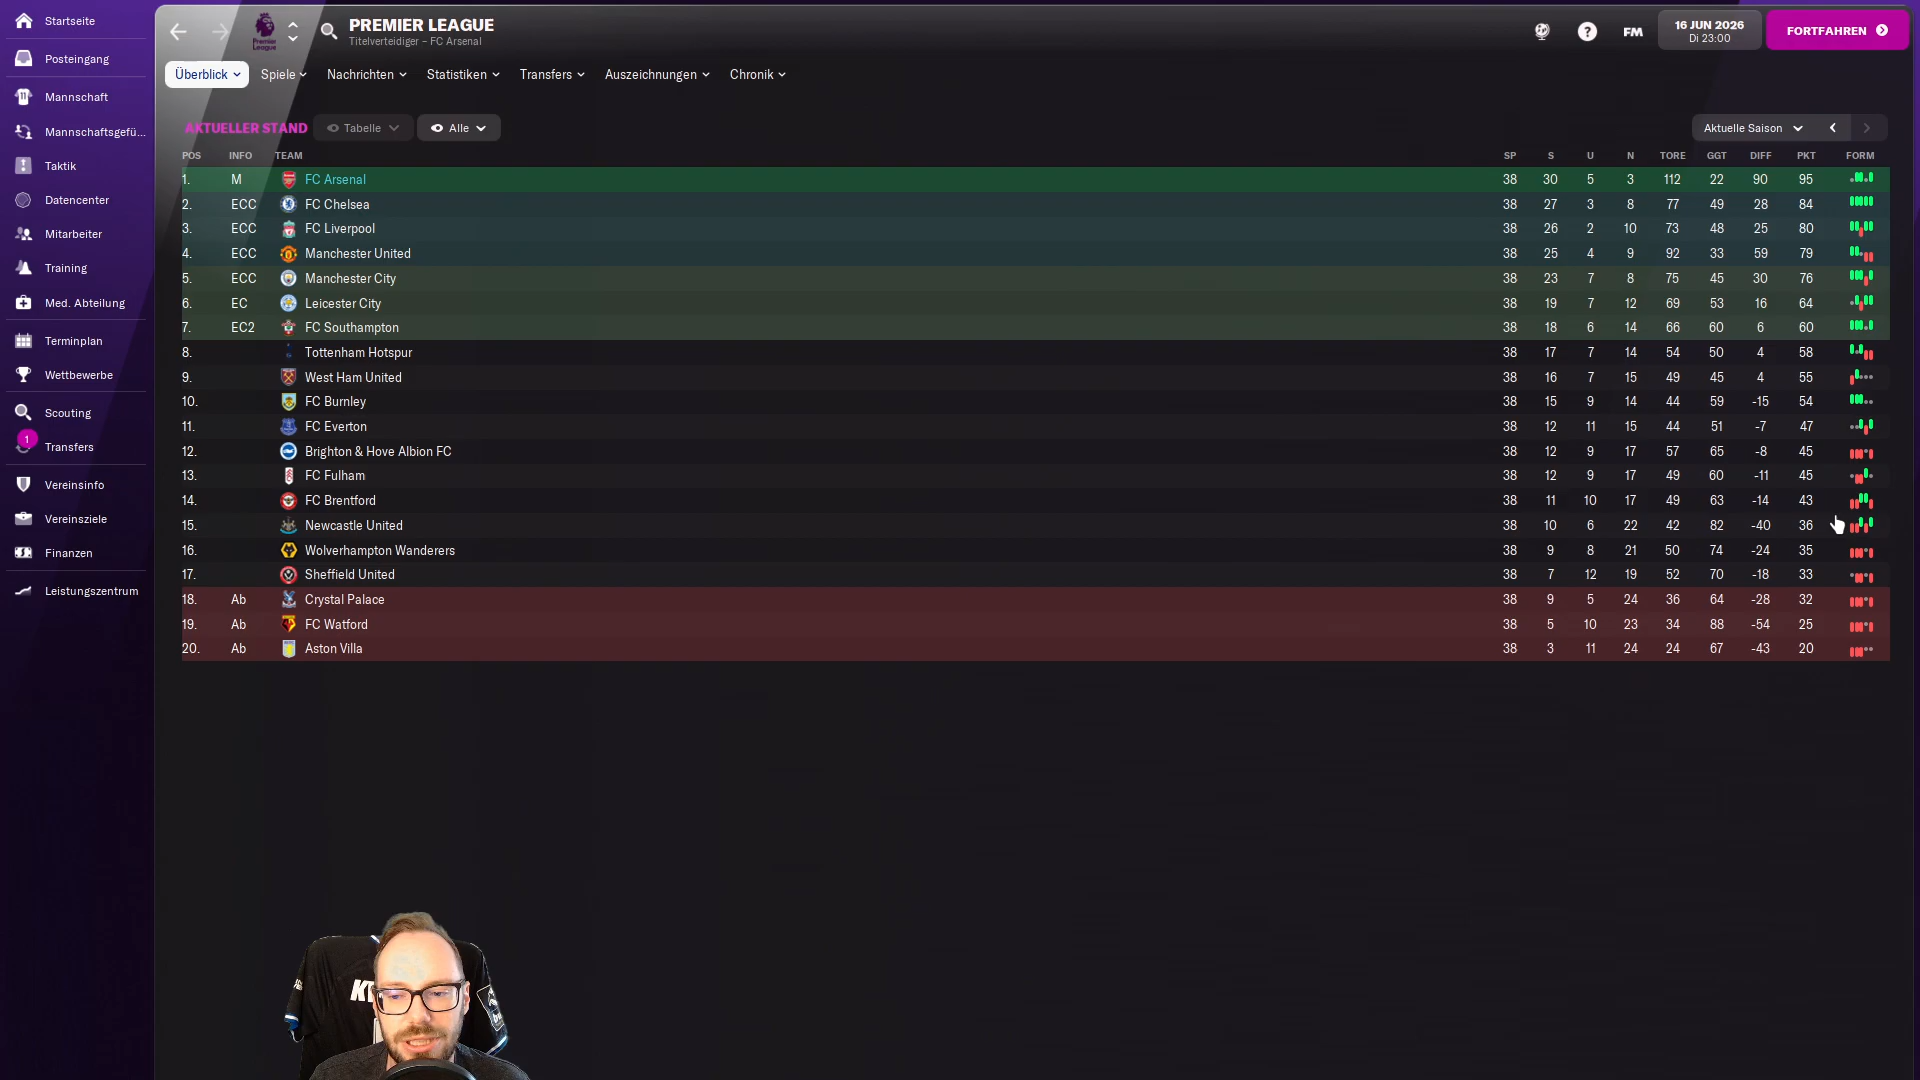 Startseite
Posteingang
Mannschaft
Mannschaftsgefü...
Taktik
Datencenter
Mitarbeiter
Training
Med. Abteilung
Terminplan
Wettbewerbe
Scouting
1
Transfers
Vereinsinfo
Vereinsziele
Finanzen
Leistungszentrum
Premier League
PREMIER LEAGUE
Titelverteidiger – FC Arsenal
?
FM
16 JUN 2026
Di 23:00
FORTFAHREN
Überblick Spiele Nachrichten Statistiken Transfers Auszeichnungen Chronik
AKTUELLER STAND Tabelle Alle Aktuelle Saison
POS INFO TEAM SP S U N TORE GGT DIFF PKT FORM
1. M FC Arsenal 38 30 5 3 112 22 90 95
2. ECC FC Chelsea 38 27 3 8 77 49 28 84
3. ECC FC Liverpool 38 26 2 10 73 48 25 80
4. ECC Manchester United 38 25 4 9 92 33 59 79
5. ECC Manchester City 38 23 7 8 75 45 30 76
6. EC Leicester City 38 19 7 12 69 53 16 64
7. EC2 FC Southampton 38 18 6 14 66 60 6 60
8. Tottenham Hotspur 38 17 7 14 54 50 4 58
9. West Ham United 38 16 7 15 49 45 4 55
10. FC Burnley 38 15 9 14 44 59 -15 54
11. FC Everton 38 12 11 15 44 51 -7 47
12. Brighton & Hove Albion FC 38 12 9 17 57 65 -8 45
13. FC Fulham 38 12 9 17 49 60 -11 45
14. FC Brentford 38 11 10 17 49 63 -14 43
15. Newcastle United 38 10 6 22 42 82 -40 36
16. Wolverhampton Wanderers 38 9 8 21 50 74 -24 35
17. Sheffield United 38 7 12 19 52 70 -18 33
18. Ab Crystal Palace 38 9 5 24 36 64 -28 32
19. Ab FC Watford 38 5 10 23 34 88 -54 25
20. Ab Aston Villa 38 3 11 24 24 67 -43 20